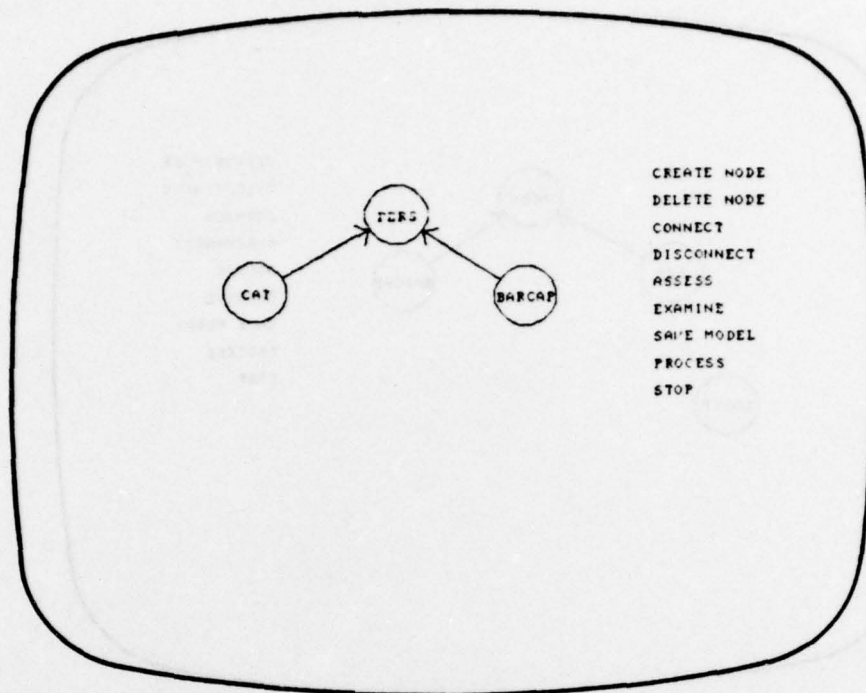 CREATE NODE
DELETE NODE
CONNECT
DISCONNECT
ASSESS
EXAMINE
SAVE MODEL
PROCESS
STOP
PERS
CAT
BARCAP